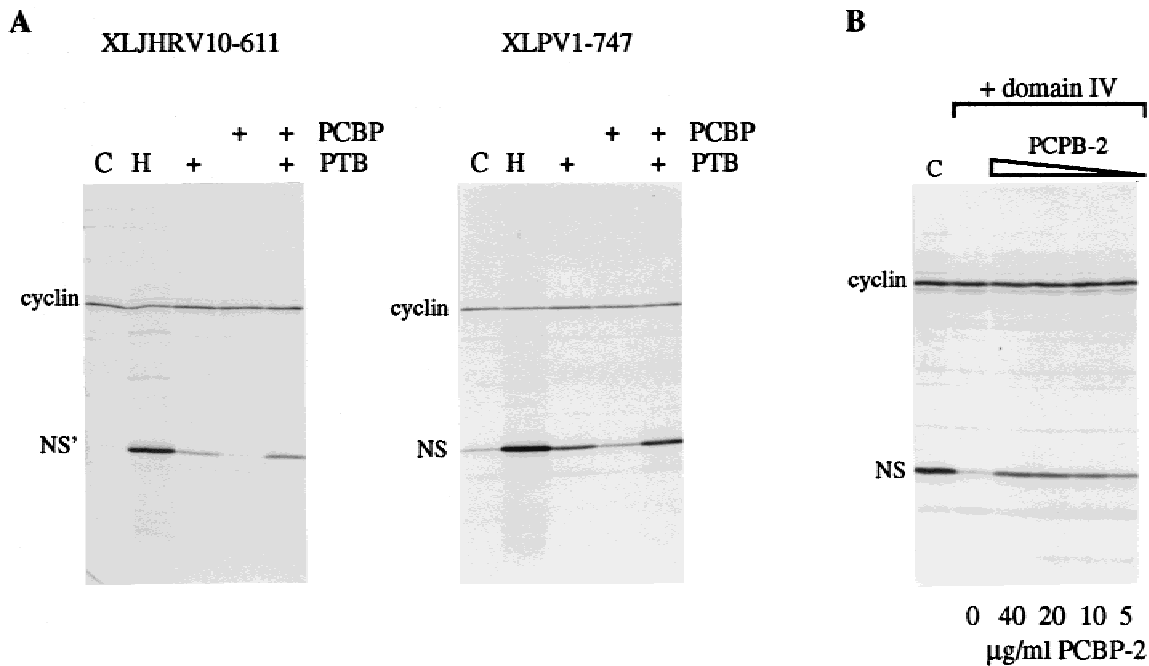 A
XLJHRV10-611
+ + PCBP
C H + + PTB
cyclin
NS’
XLPV1-747
+ + PCBP
C H + + PTB
cyclin
NS
B
+ domain IV
PCPB-2
C
cyclin
NS
0 40 20 10 5
μg/ml PCBP-2